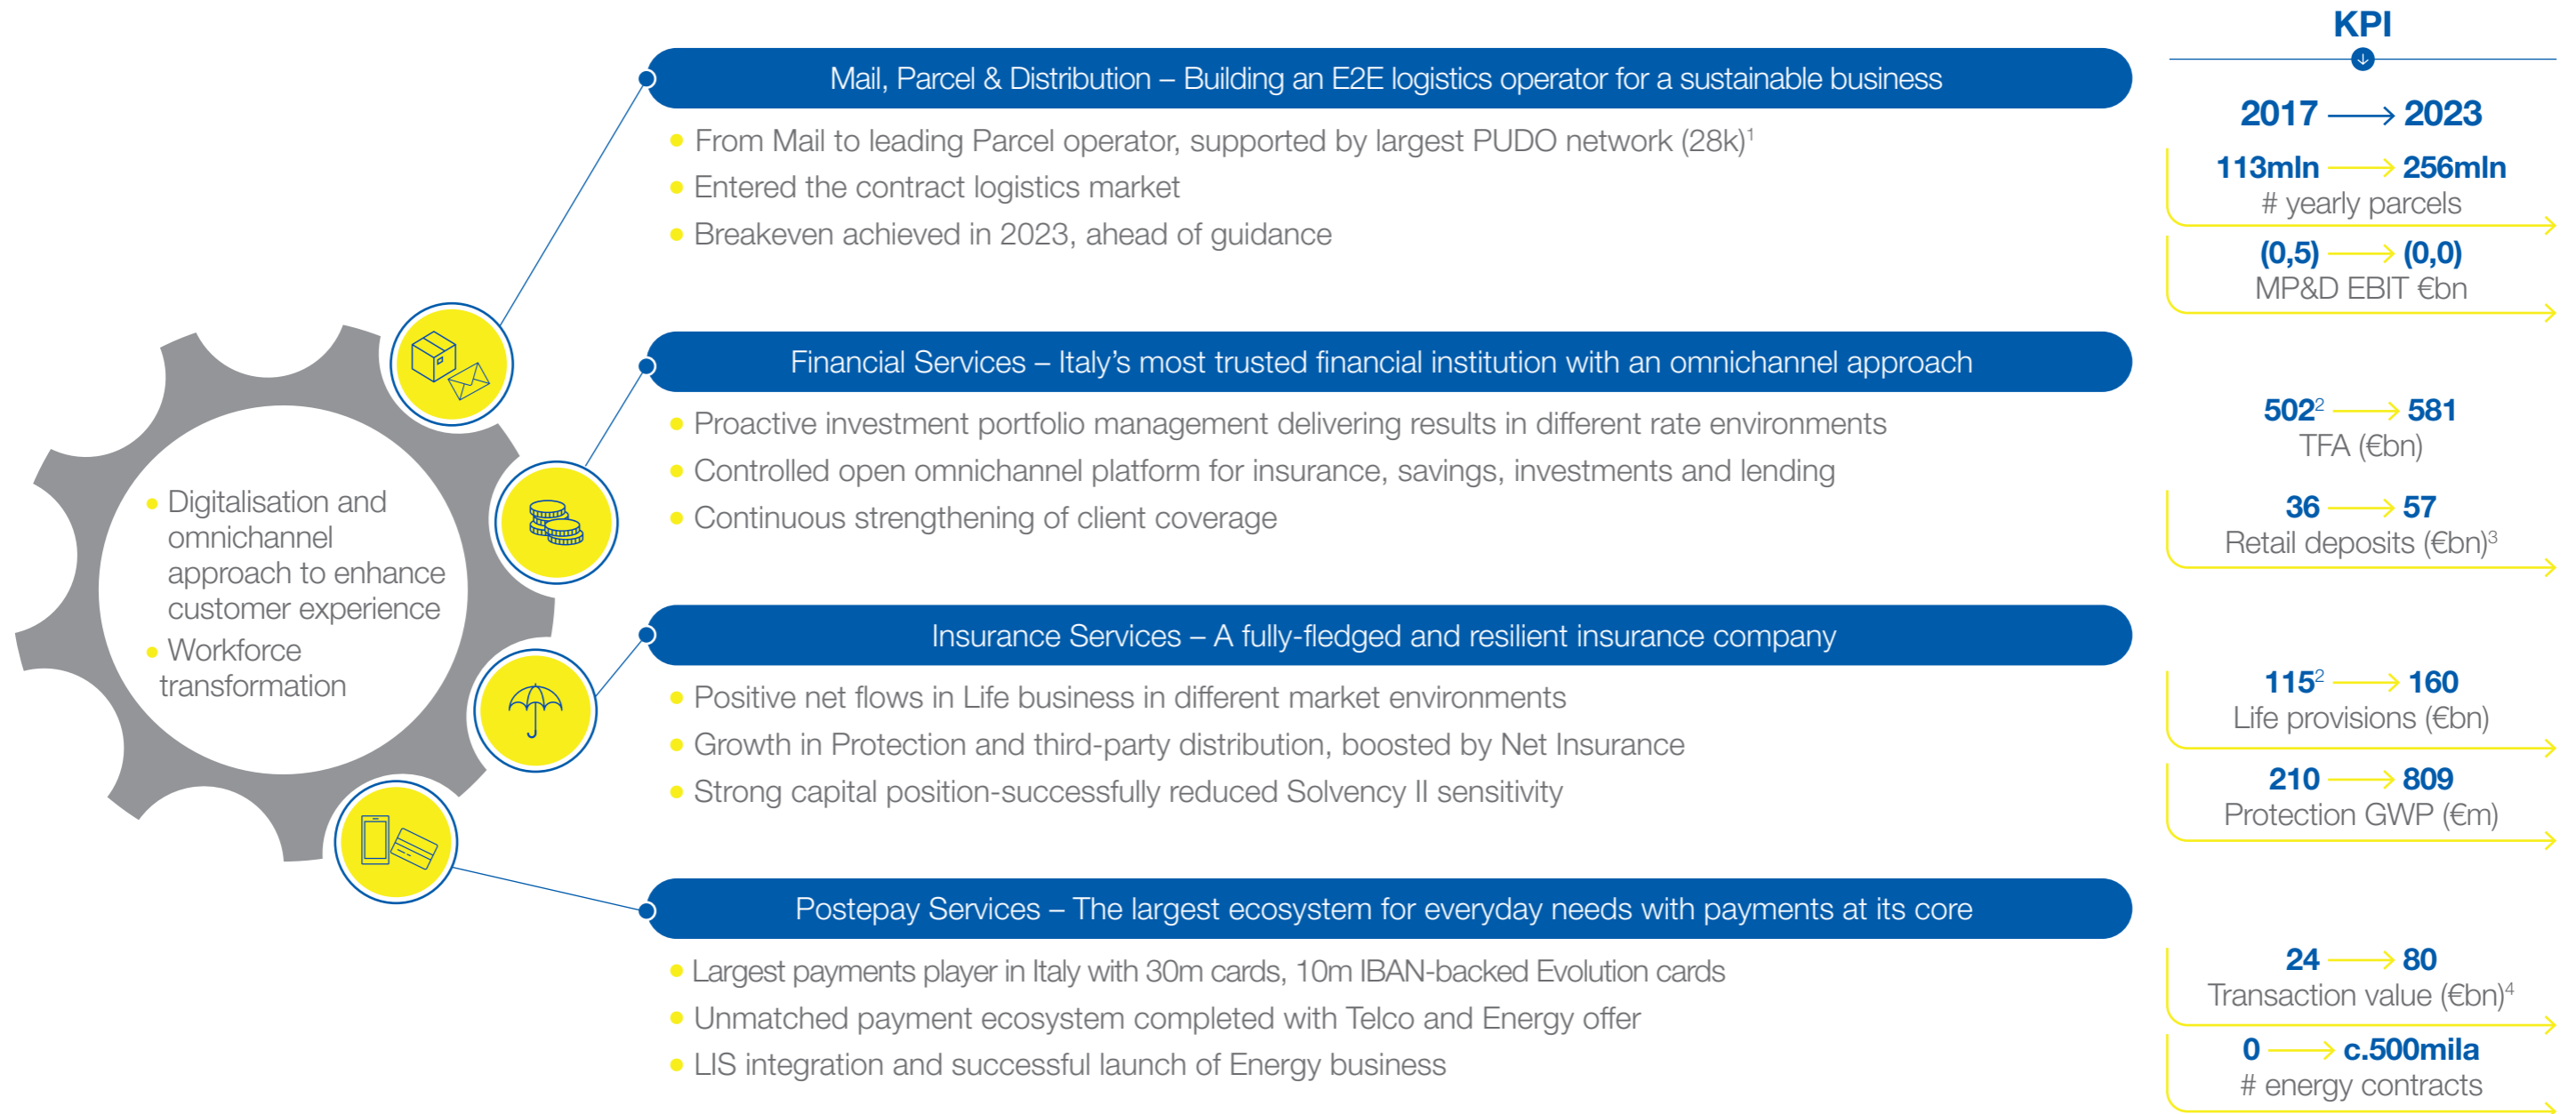 KPI
2017 → 2023
Mail, Parcel & Distribution – Building an E2E logistics operator for a sustainable business
From Mail to leading Parcel operator, supported by largest PUDO network (28k)¹
Entered the contract logistics market
Breakeven achieved in 2023, ahead of guidance
113mln → 256mln
# yearly parcels
(0,5) → (0,0)
MP&D EBIT €bn
Financial Services – Italy’s most trusted financial institution with an omnichannel approach
Proactive investment portfolio management delivering results in different rate environments
Controlled open omnichannel platform for insurance, savings, investments and lending
Continuous strengthening of client coverage
502² → 581
TFA (€bn)
36 → 57
Retail deposits (€bn)³
Digitalisation and
omnichannel
approach to enhance
customer experience
Workforce
transformation
Insurance Services – A fully-fledged and resilient insurance company
Positive net flows in Life business in different market environments
Growth in Protection and third-party distribution, boosted by Net Insurance
Strong capital position-successfully reduced Solvency II sensitivity
115² → 160
Life provisions (€bn)
210 → 809
Protection GWP (€m)
Postepay Services – The largest ecosystem for everyday needs with payments at its core
Largest payments player in Italy with 30m cards, 10m IBAN-backed Evolution cards
Unmatched payment ecosystem completed with Telco and Energy offer
LIS integration and successful launch of Energy business
24 → 80
Transaction value (€bn)⁴
0 → c.500mila
# energy contracts